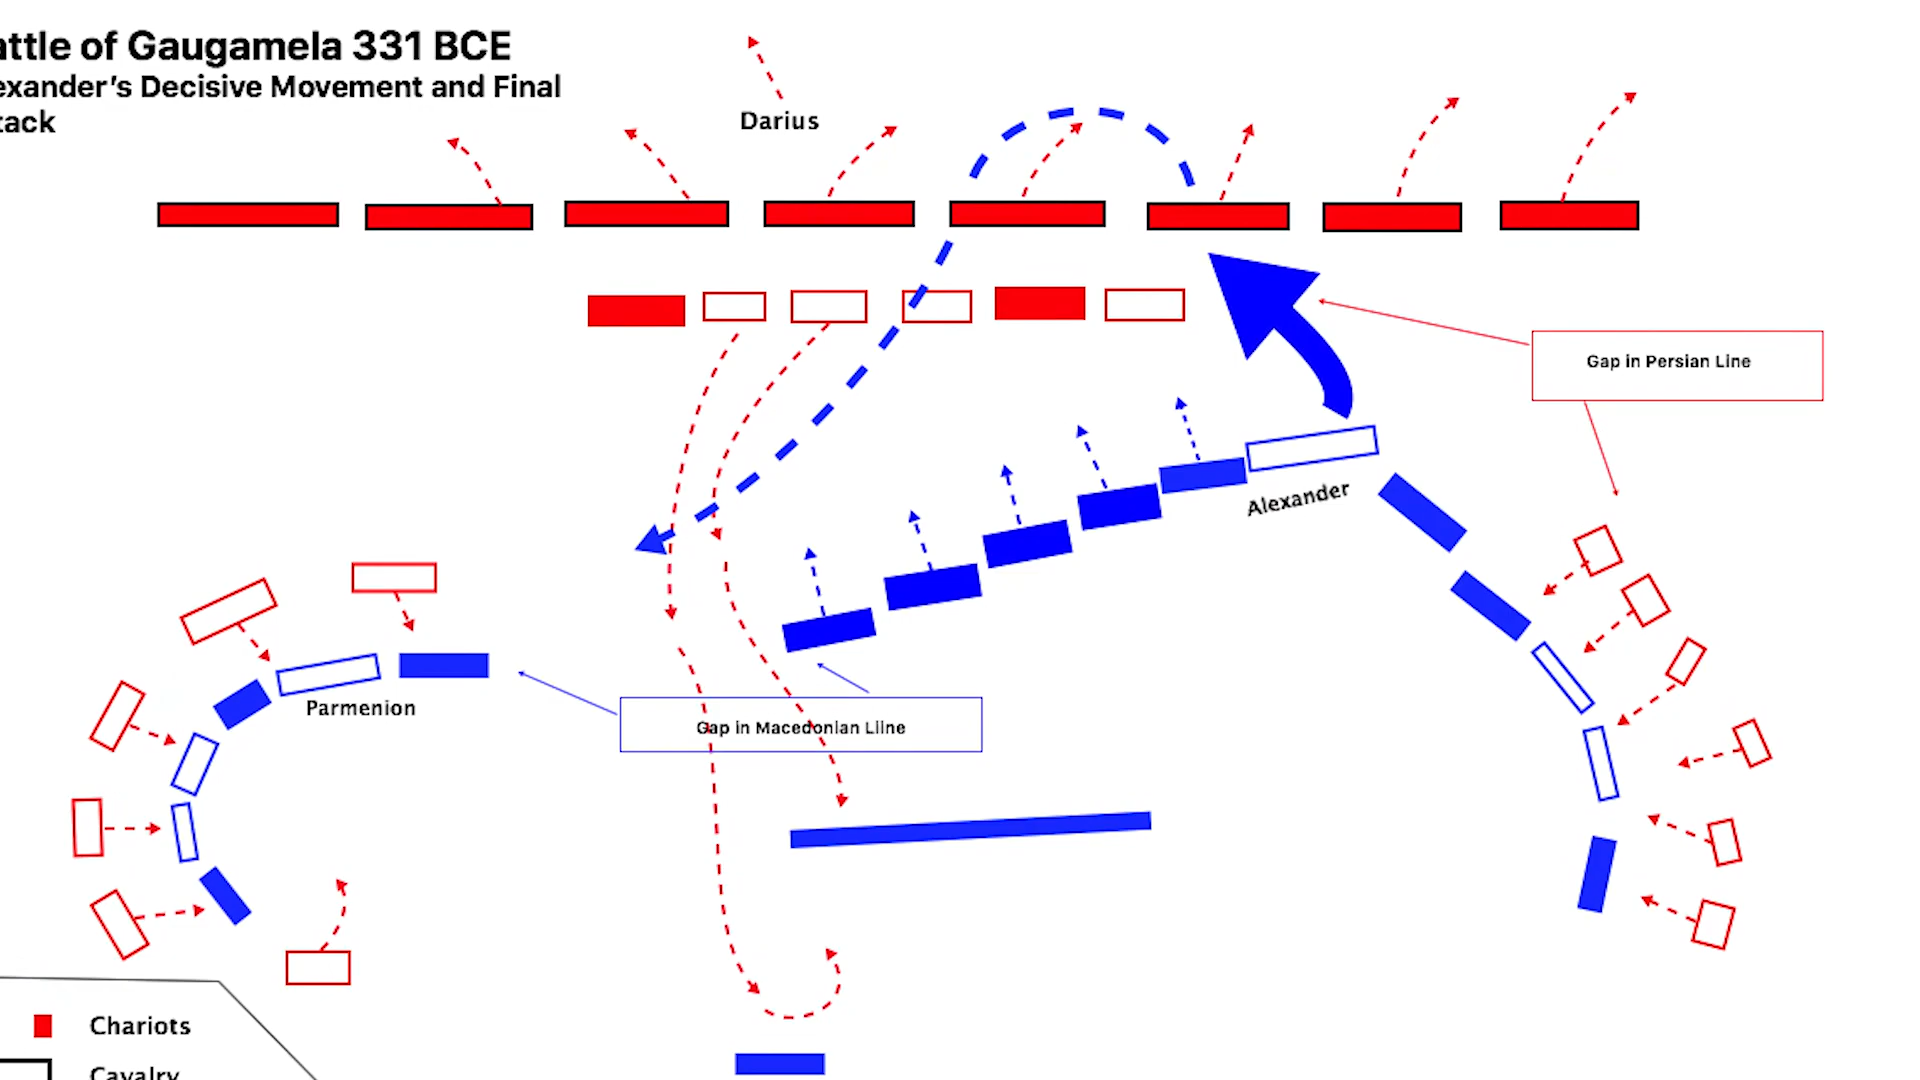 attle of Gaugamela 331 BCE
exander’s Decisive Movement and Final
tack
Darius
Gap in Persian Line
Alexander
Parmenion
Gap in Macedonian Liine
Chariots
Cavalry